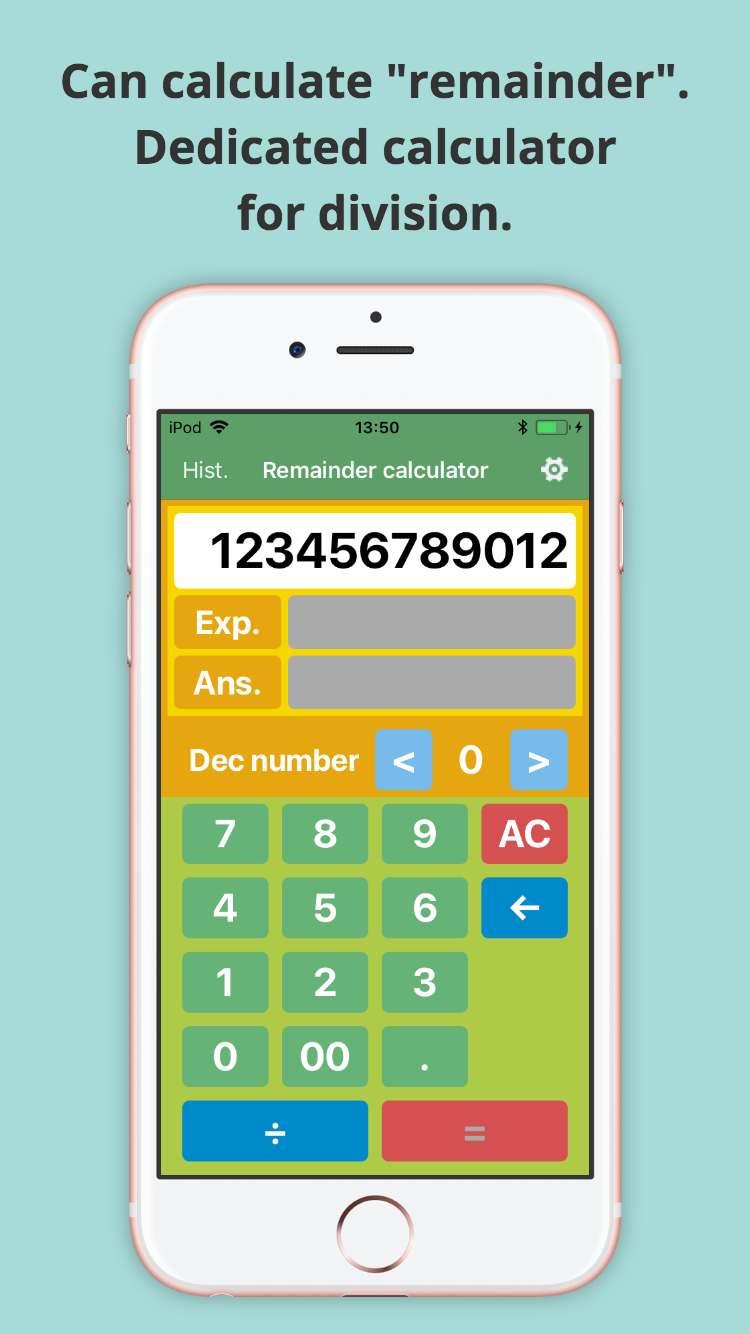 Can calculate "remainder".
Dedicated calculator
for division.
iPod 13:50
Hist. Remainder calculator
123456789012
Exp.
Ans.
Dec number < 0 >
7 8 9 AC
4 5 6 ←
1 2 3
0 00 .
÷ =